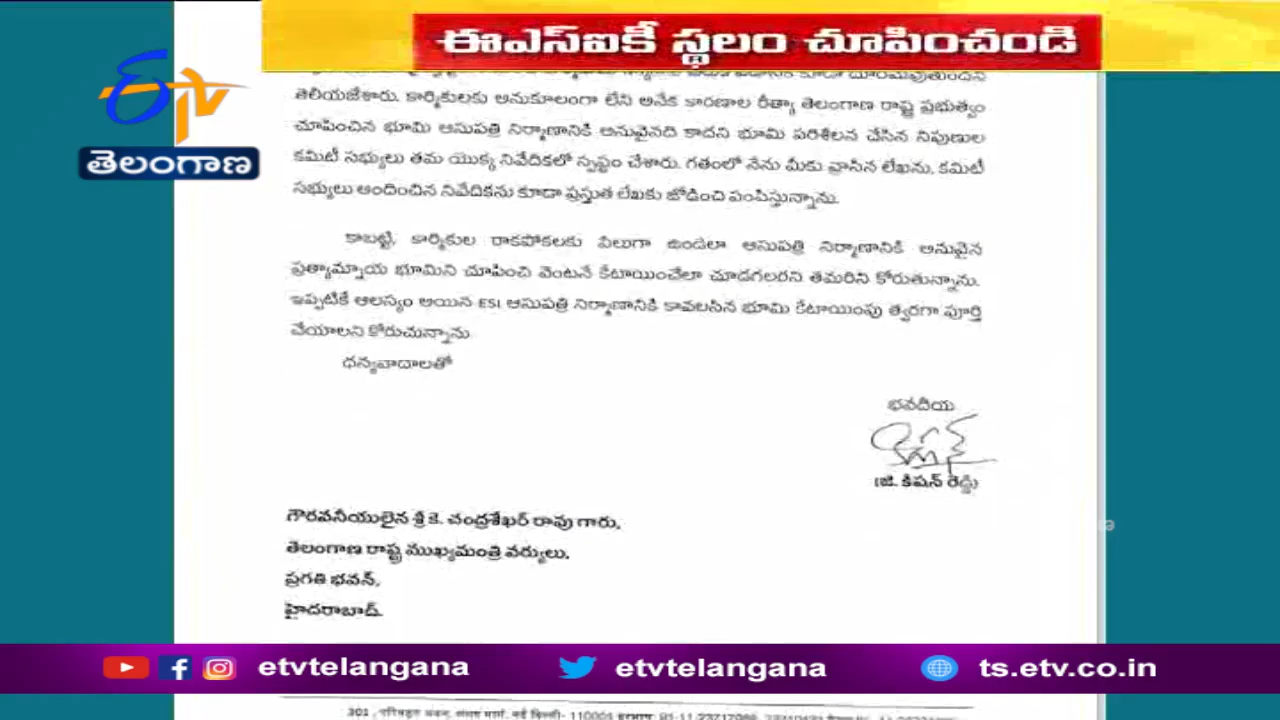 ఈఎస్ఐకీ స్థలం చూపించండి
ETV
తెలంగాణ
తెలియజేశారు. కార్మికులకు అనుకూలంగా లేని అనేక కారణాల రీత్యా తెలంగాణ రాష్ట్ర ప్రభుత్వం
చూపించిన భూమి ఆసుపత్రి నిర్మాణానికి అనువైనది కాదని భూమి పరిశీలన చేసిన నిపుణుల
కమిటీ సభ్యులు తమ యొక్క నివేదికలో స్పష్టం చేశారు. గతంలో నేను మీకు వ్రాసిన లేఖను, కమిటీ
సభ్యులు అందించిన నివేదికను కూడా ప్రస్తుత లేఖకు జోడించి పంపిస్తున్నాను.
కాబట్టి, కార్మికుల రాకపోకలకు వీలుగా ఉండేలా ఆసుపత్రి నిర్మాణానికి అనువైన
ప్రత్యామ్నాయ భూమిని చూపించి వెంటనే కేటాయించేలా చూడగలరని తమరిని కోరుతున్నాను.
ఇప్పటికే ఆలస్యం అయిన ESI ఆసుపత్రి నిర్మాణానికి కావలసిన భూమి కేటాయింపు త్వరగా పూర్తి
చేయాలని కోరుచున్నాను
ధన్యవాదాలతో
భవదీయ
(జి. కిషన్ రెడ్డి)
గౌరవనీయులైన శ్రీ కె. చంద్రశేఖర్ రావు గారు,
తెలంగాణ రాష్ట్ర ముఖ్యమంత్రి వర్యులు,
ప్రగతి భవన్,
హైదరాబాద్.
etvtelangana
etvtelangana
ts.etv.co.in
301